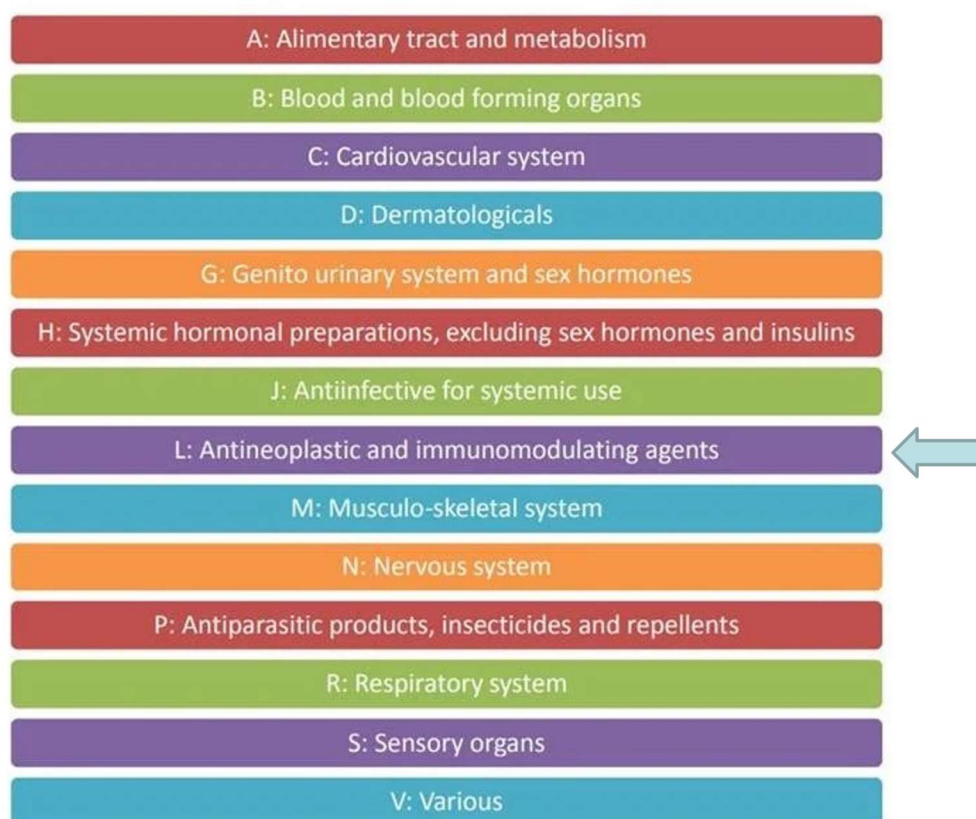 A: Alimentary tract and metabolism
B: Blood and blood forming organs
C: Cardiovascular system
D: Dermatologicals
G: Genito urinary system and sex hormones
H: Systemic hormonal preparations, excluding sex hormones and insulins
J: Antiinfective for systemic use
L: Antineoplastic and immunomodulating agents
M: Musculo-skeletal system
N: Nervous system
P: Antiparasitic products, insecticides and repellents
R: Respiratory system
S: Sensory organs
V: Various